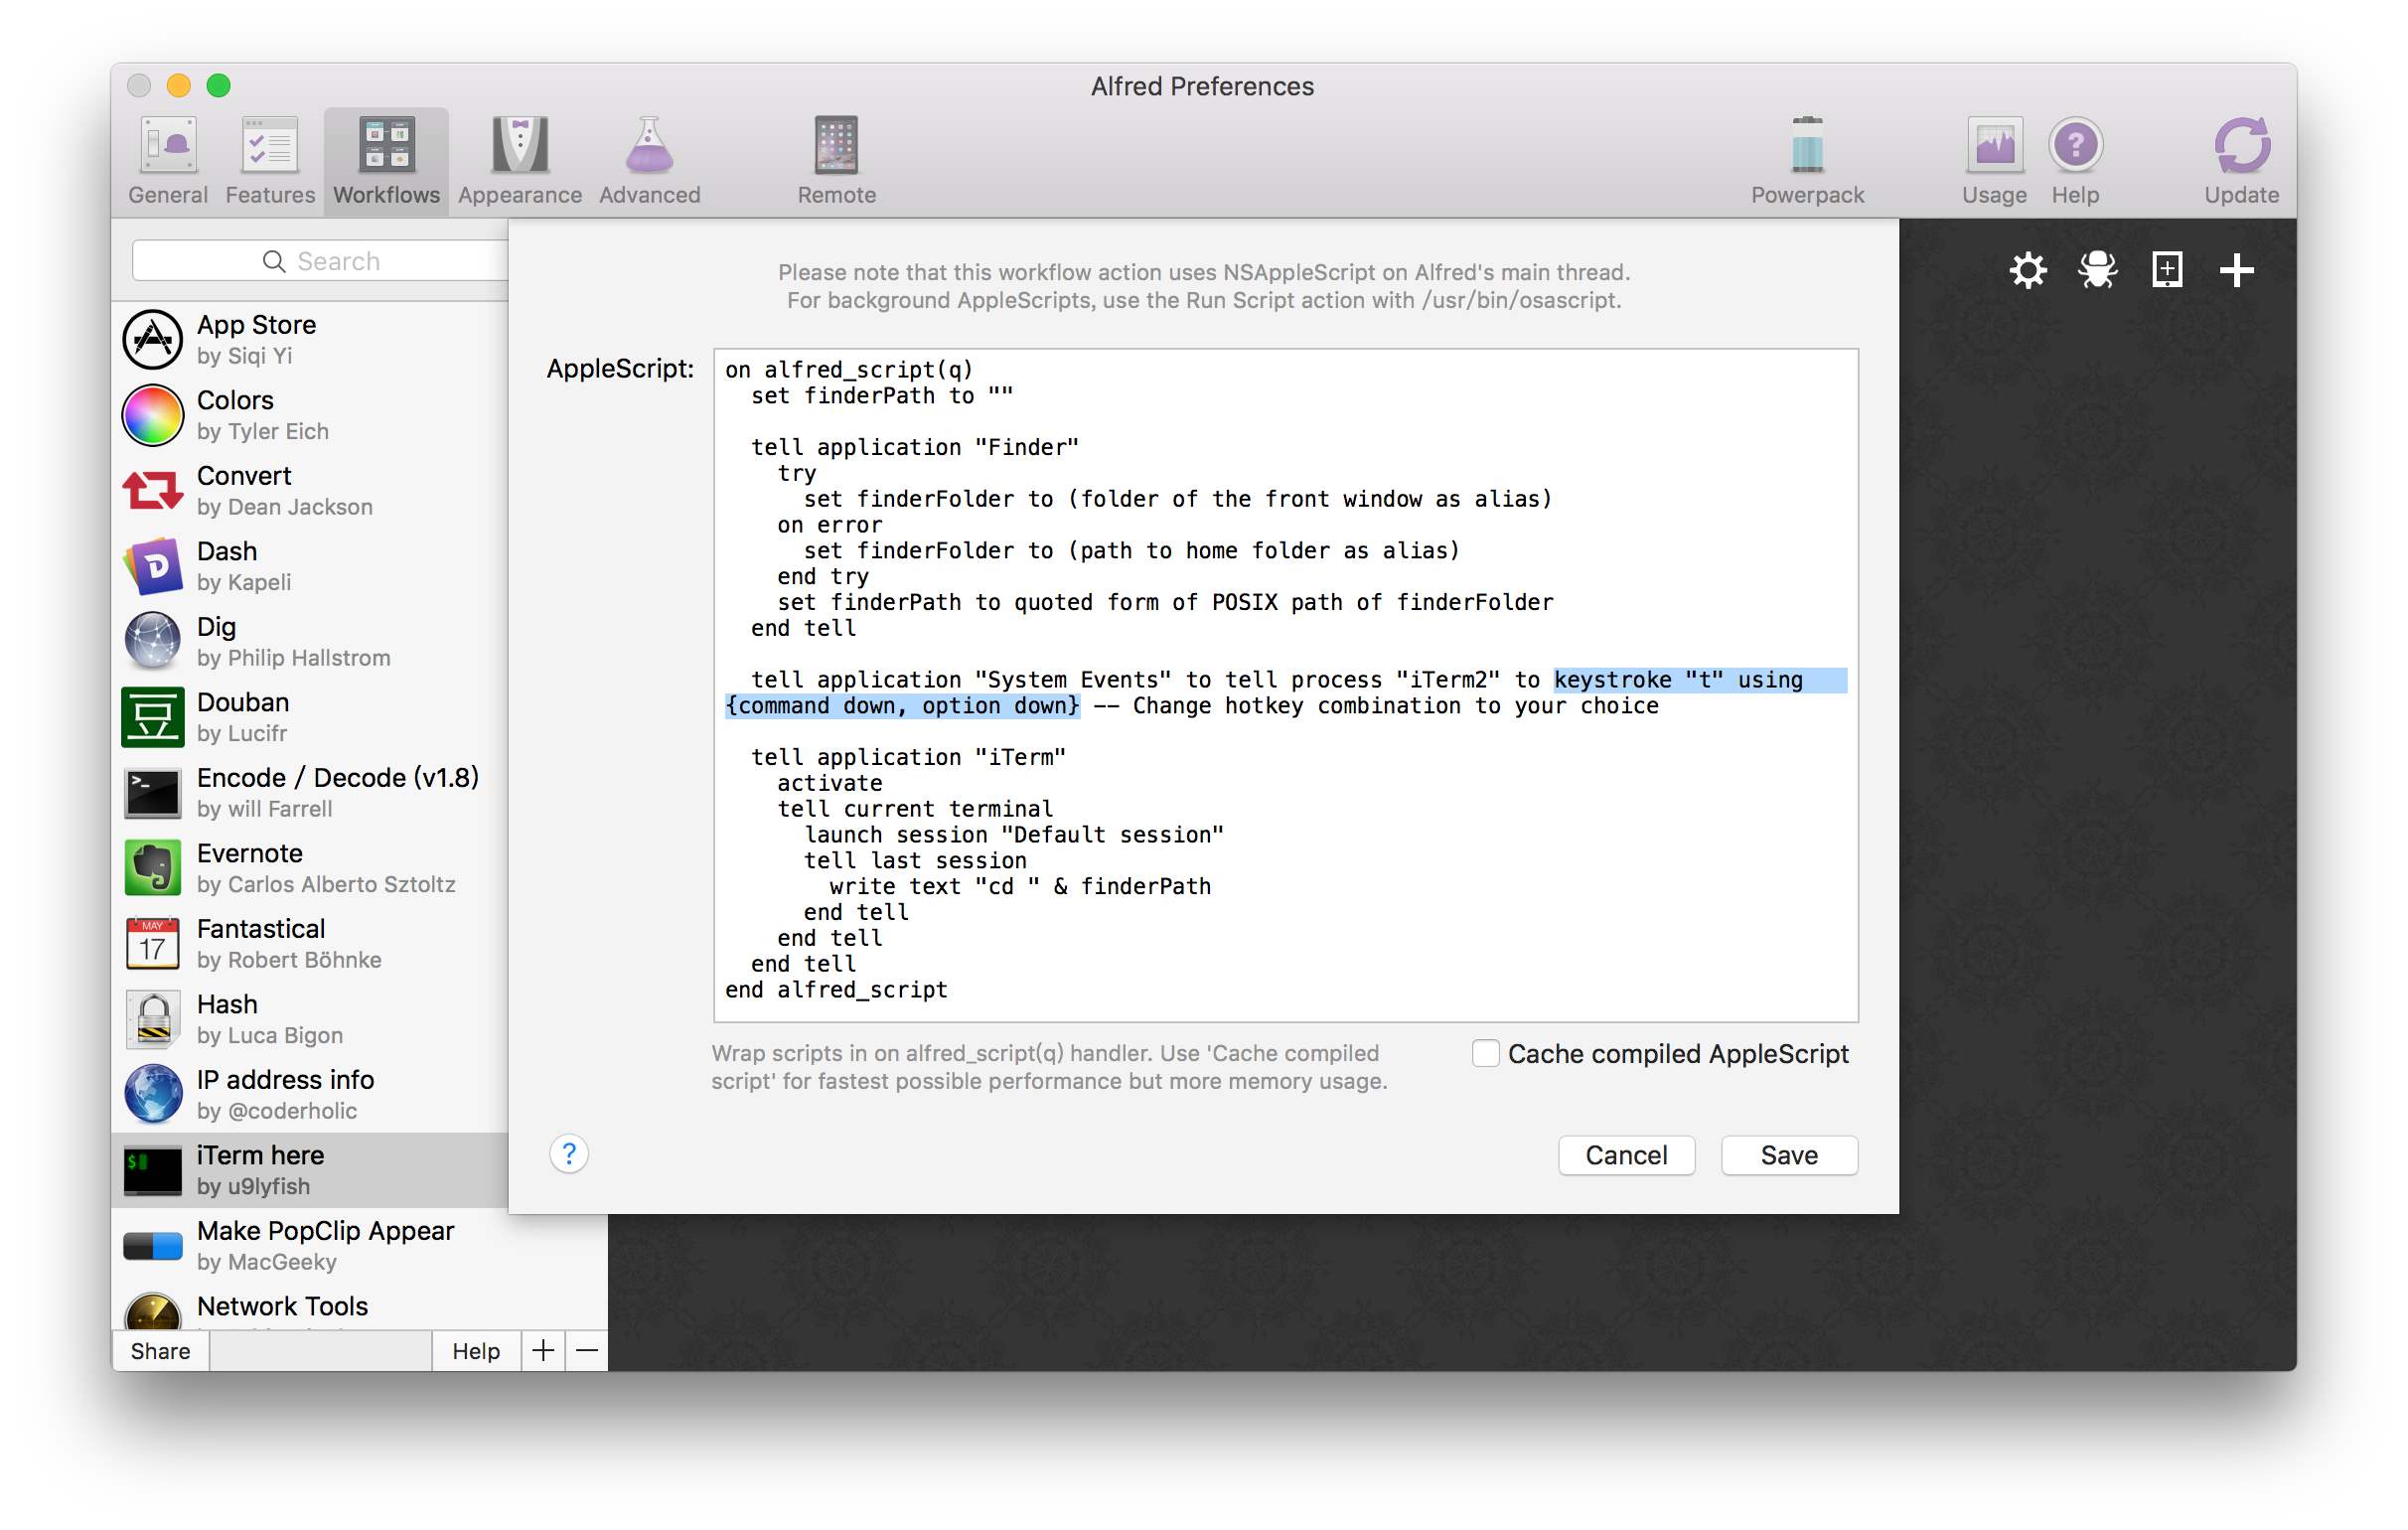 Alfred Preferences
General
Features
Workflows
Appearance
Advanced
Remote
Powerpack
Usage
?
Help
Update
Search
App Store
by Siqi Yi
Colors
by Tyler Eich
Convert
by Dean Jackson
D
Dash
by Kapeli
Dig
by Philip Hallstrom
豆
Douban
by Lucifr
>_
Encode / Decode (v1.8)
by will Farrell
Evernote
by Carlos Alberto Sztoltz
MAY
17
Fantastical
by Robert Böhnke
Hash
by Luca Bigon
IP address info
by @coderholic
$
iTerm here
by u9lyfish
Make PopClip Appear
by MacGeeky
Network Tools
Share
Help
+
−
Please note that this workflow action uses NSAppleScript on Alfred's main thread.
For background AppleScripts, use the Run Script action with /usr/bin/osascript.
AppleScript:
on alfred_script(q)
set finderPath to ""
tell application "Finder"
try
set finderFolder to (folder of the front window as alias)
on error
set finderFolder to (path to home folder as alias)
end try
set finderPath to quoted form of POSIX path of finderFolder
end tell
tell application "System Events" to tell process "iTerm2" to keystroke "t" using
{command down, option down} -- Change hotkey combination to your choice
tell application "iTerm"
activate
tell current terminal
launch session "Default session"
tell last session
write text "cd " & finderPath
end tell
end tell
end tell
end alfred_script
Wrap scripts in on alfred_script(q) handler. Use 'Cache compiled
script' for fastest possible performance but more memory usage.
Cache compiled AppleScript
?
Cancel
Save